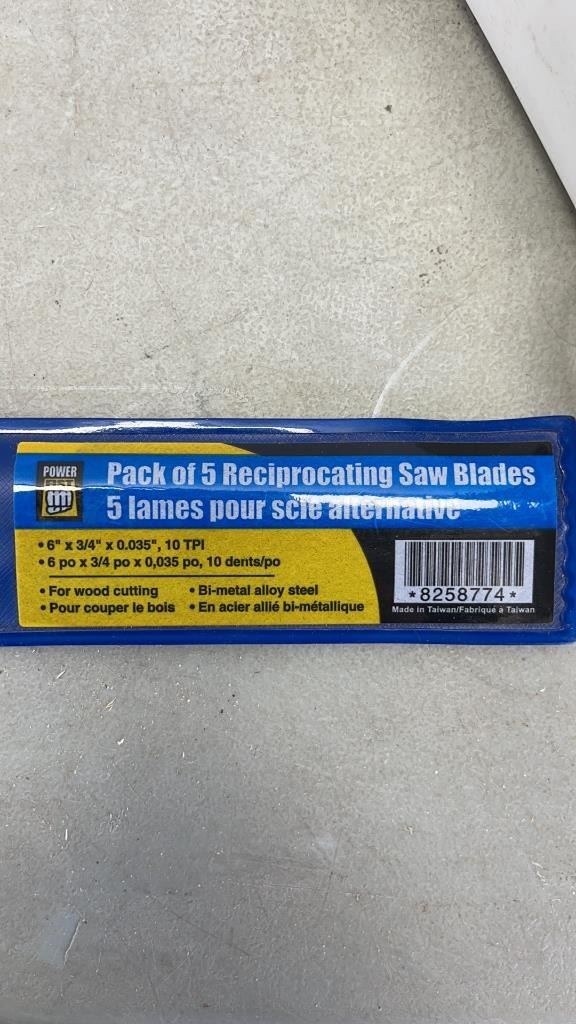 POWER
FIST
Pack of 5 Reciprocating Saw Blades
5 lames pour scie alternative
• 6" x 3/4" x 0.035", 10 TPI
• 6 po x 3/4 po x 0,035 po, 10 dents/po
• For wood cutting • Bi-metal alloy steel
• Pour couper le bois • En acier allié bi-métallique
*8258774*
Made in Taiwan/Fabriqué à Taiwan